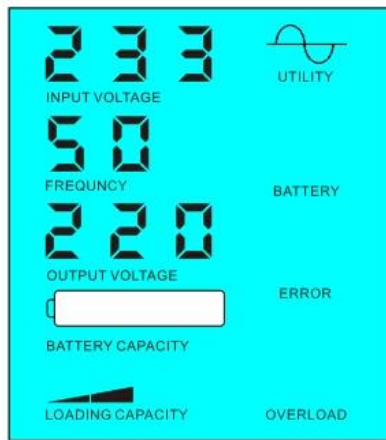 233
UTILITY
INPUT VOLTAGE
50
FREQUNCY
BATTERY
220
OUTPUT VOLTAGE
ERROR
BATTERY CAPACITY
LOADING CAPACITY
OVERLOAD